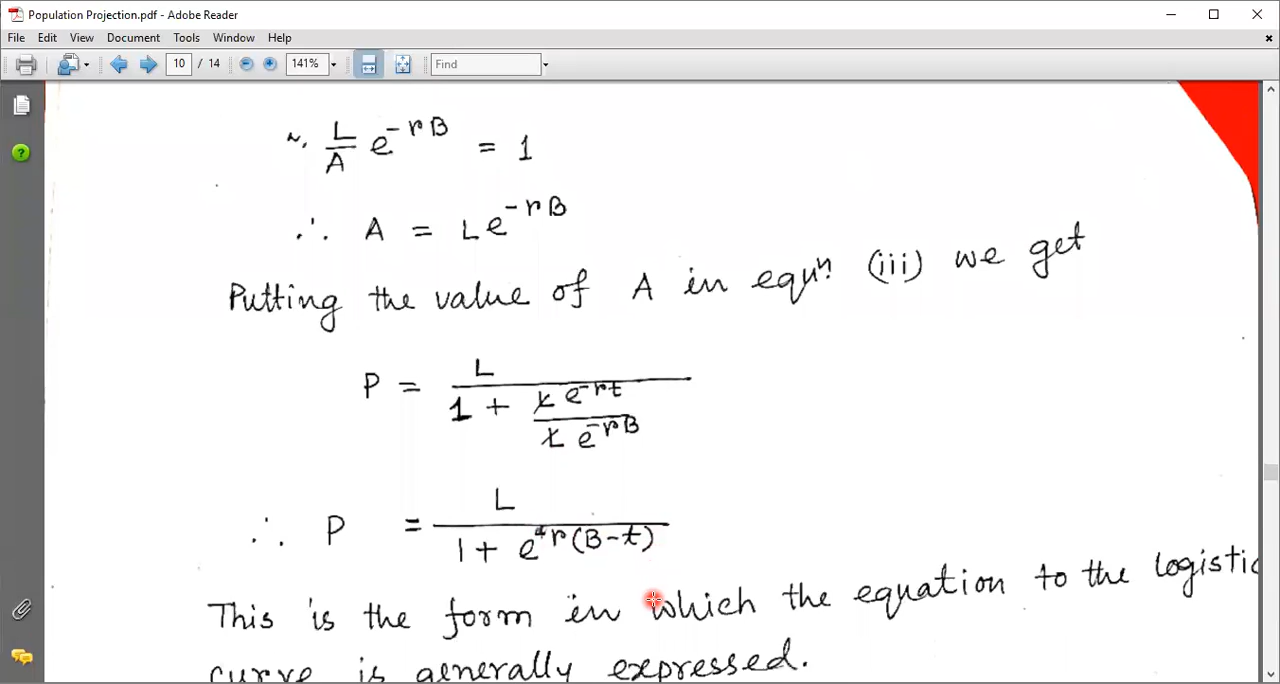 Population Projection.pdf - Adobe Reader
File Edit View Document Tools Window Help
10 / 14 141% Find
∴ L/A e^-rB = 1
∴ A = Le^-rB
Putting the value of A in equⁿ. (iii) we get
P = L / (1 + L e^-rt / L e^-rB)
∴ P = L / (1 + e^r(B-t))
This is the form in which the equation to the logistic
curve is generally expressed.